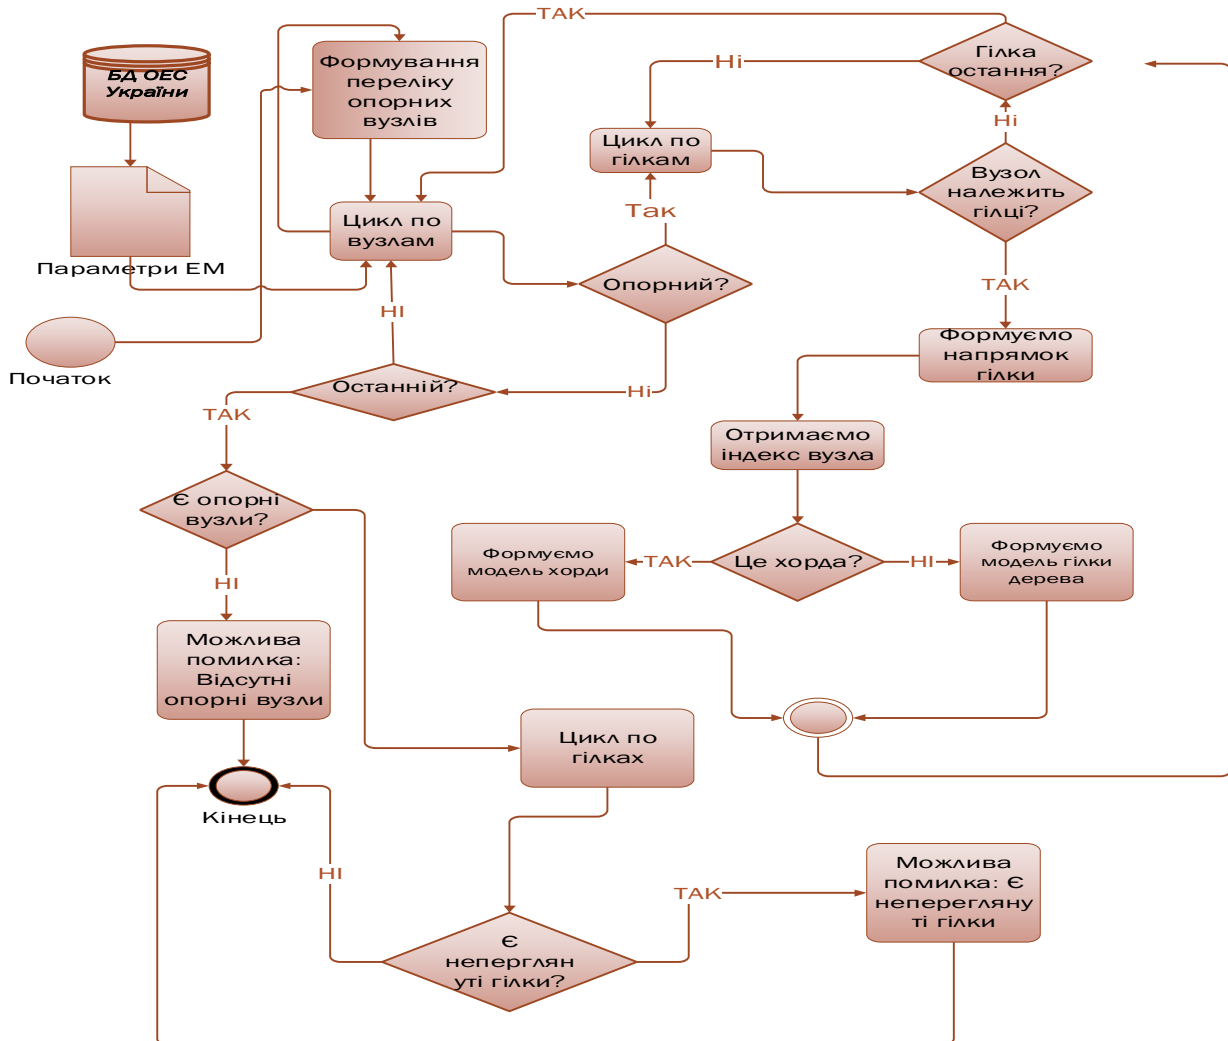 ТАК
БД ОЕС
України
Формування
переліку
опорних
вузлів
Ні
Гілка
остання?
Ні
Цикл по
гілкам
Вузол
належить
гілці?
Так
Цикл по
вузлам
Параметри ЕМ
Опорний?
ТАК
НІ
Початок
Формуємо
напрямок
гілки
Останній?
Ні
ТАК
Отримаємо
індекс вузла
Є опорні
вузли?
Формуємо
модель хорди
ТАК
Це хорда?
НІ
Формуємо
модель гілки
дерева
НІ
Можлива
помилка:
Відсутні
опорні вузли
Цикл по
гілках
Кінець
НІ
ТАК
Можлива
помилка: Є
неперегляну
ті гілки
Є
неперглян
уті гілки?